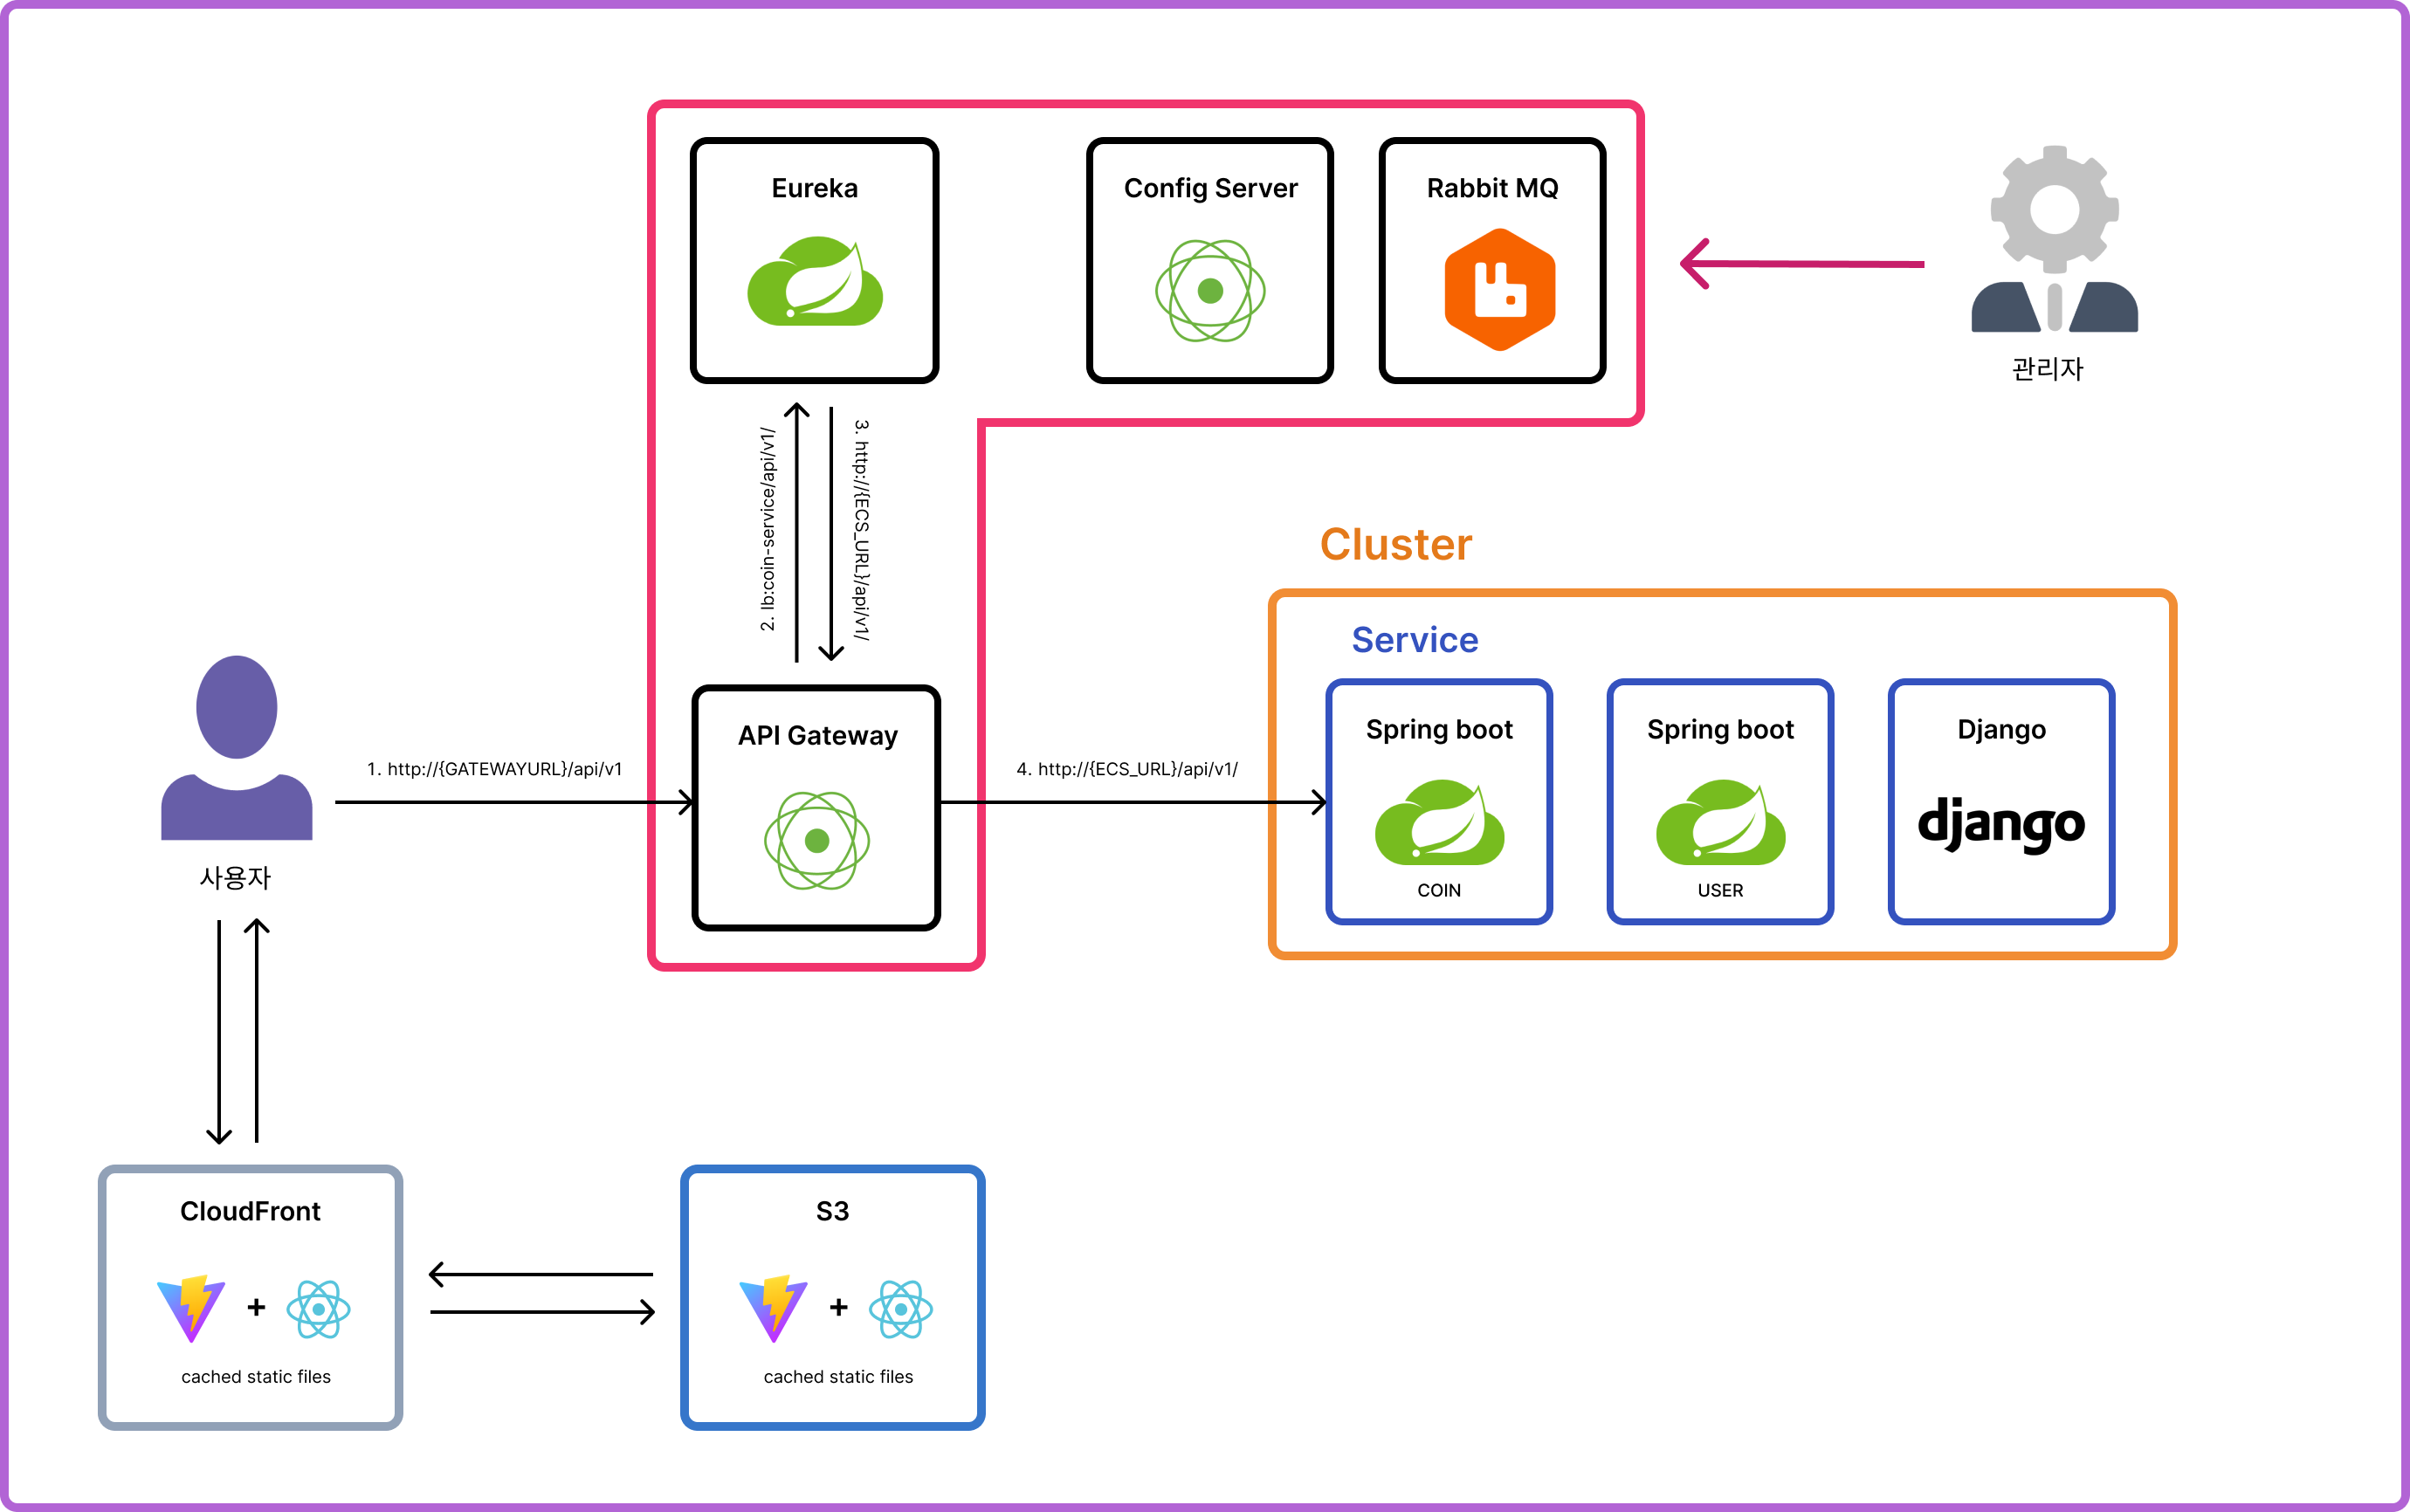 Eureka
Config Server
Rabbit MQ
관리자
2. lb:coin-service/api/v1/
3. http://{ECS_URL}/api/v1/
Cluster
Service
사용자
1. http://{GATEWAYURL}/api/v1
API Gateway
4. http://{ECS_URL}/api/v1/
Spring boot
COIN
Spring boot
USER
Django
django
CloudFront
+
cached static files
S3
+
cached static files